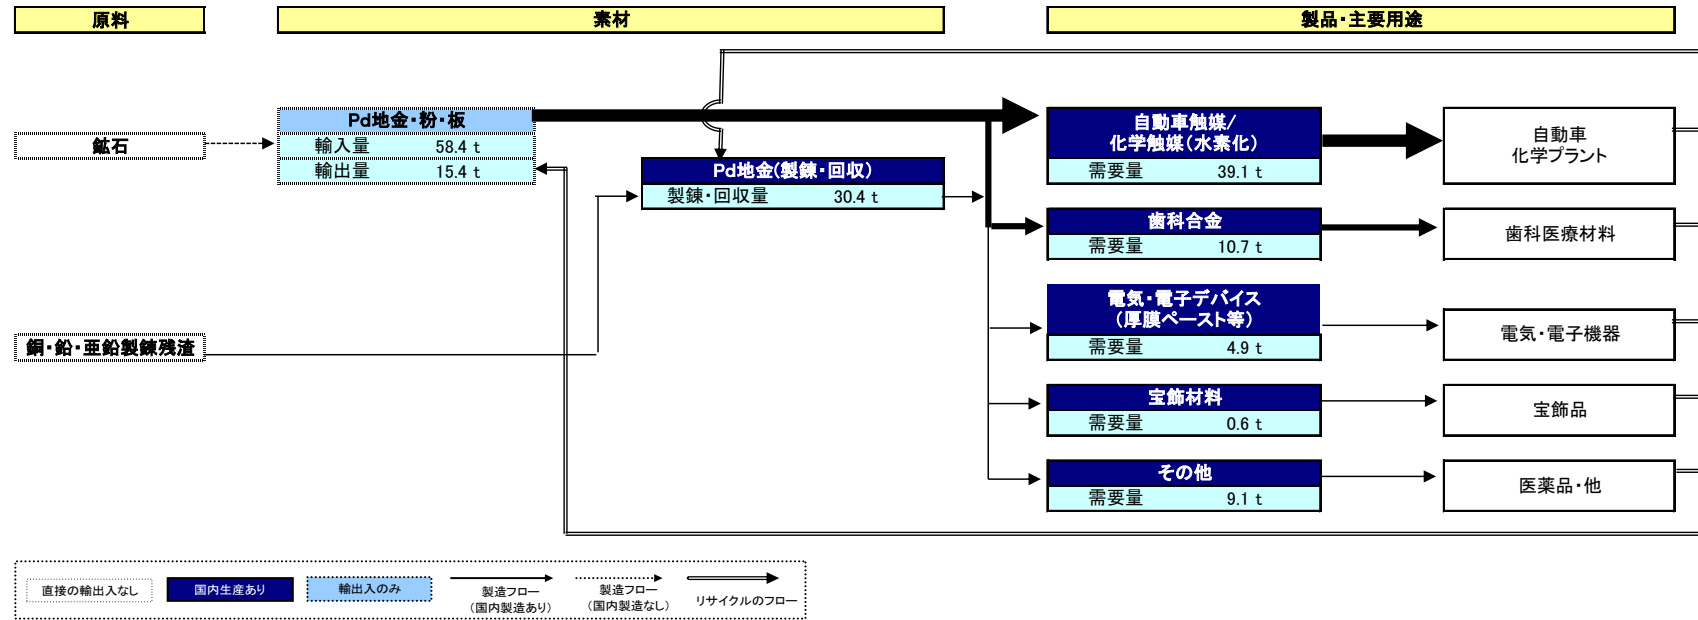 原料
素材
製品・主要用途
鉱石
Pd地金・粉・板
輸入量 58.4 t
輸出量 15.4 t
Pd地金(製錬・回収)
製錬・回収量 30.4 t
銅・鉛・亜鉛製錬残渣
自動車触媒/
化学触媒(水素化)
需要量 39.1 t
自動車
化学プラント
歯科合金
需要量 10.7 t
歯科医療材料
電気・電子デバイス
(厚膜ペースト等)
需要量 4.9 t
電気・電子機器
宝飾材料
需要量 0.6 t
宝飾品
その他
需要量 9.1 t
医薬品・他
直接の輸出入なし
国内生産あり
輸出入のみ
製造フロー
(国内製造あり)
製造フロー
(国内製造なし)
リサイクルのフロー